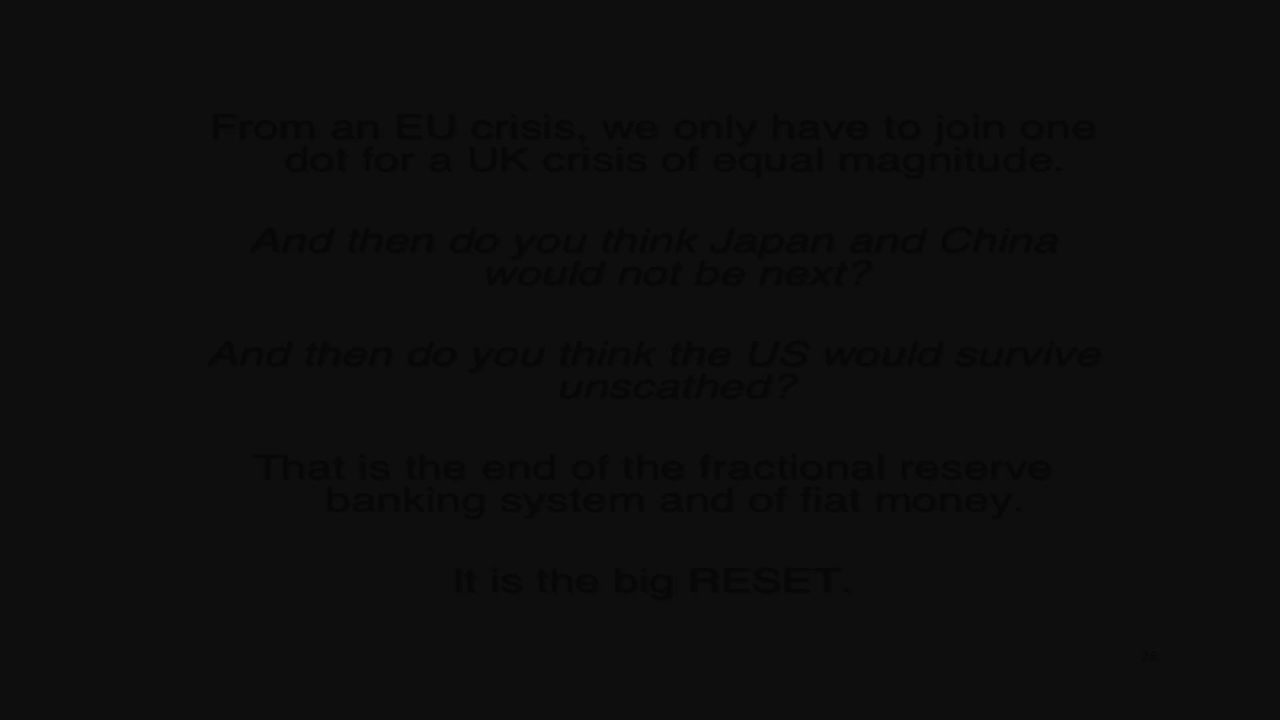 From an EU crisis, we only have to join one
dot for a UK crisis of equal magnitude.
And then do you think Japan and China
would not be next?
And then do you think the US would survive
unscathed?
That is the end of the fractional reserve
banking system and of fiat money.
It is the big RESET.